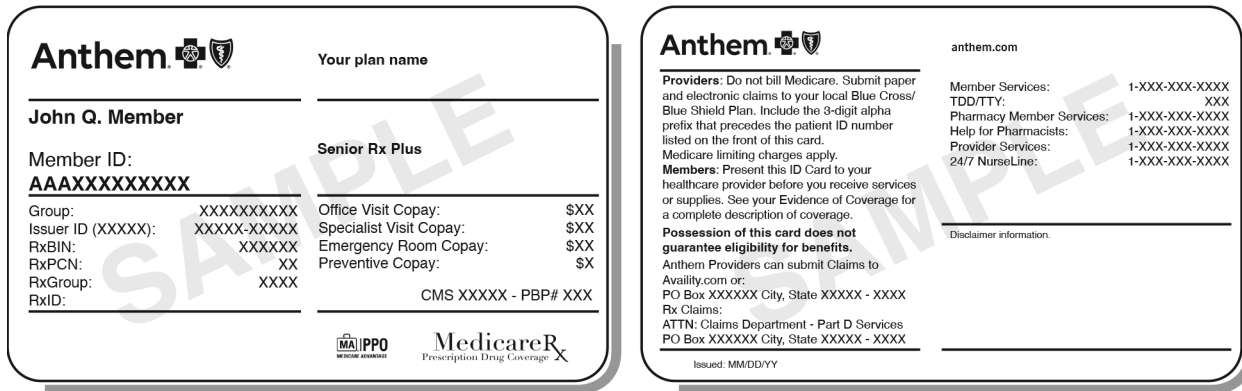 Anthem.
Your plan name
John Q. Member
Member ID:
AAAXXXXXXXXXX
Senior Rx Plus
Group: XXXXXXXXXX
Issuer ID (XXXXX): XXXXX-XXXXX
RxBIN: XXXXXX
RxPCN: XX
RxGroup: XXXX
RxID:
Office Visit Copay: $XX
Specialist Visit Copay: $XX
Emergency Room Copay: $XX
Preventive Copay: $X
CMS XXXXX - PBP# XXX
MA PPO
MEDICARE ADVANTAGE
MedicareRx
Prescription Drug Coverage
SAMPLE
Anthem.
Providers: Do not bill Medicare. Submit paper
and electronic claims to your local Blue Cross/
Blue Shield Plan. Include the 3-digit alpha
prefix that precedes the patient ID number
listed on the front of this card.
Medicare limiting charges apply.
Members: Present this ID Card to your
healthcare provider before you receive services
or supplies. See your Evidence of Coverage for
a complete description of coverage.
Possession of this card does not
guarantee eligibility for benefits.
Anthem Providers can submit Claims to
Availity.com or:
PO Box XXXXXX City, State XXXXX - XXXX
Rx Claims:
ATTN: Claims Department - Part D Services
PO Box XXXXXX City, State XXXXX - XXXX
Issued: MM/DD/YY
anthem.com
Member Services: 1-XXX-XXX-XXXX
TDD/TTY: XXX
Pharmacy Member Services: 1-XXX-XXX-XXXX
Help for Pharmacists: 1-XXX-XXX-XXXX
Provider Services: 1-XXX-XXX-XXXX
24/7 NurseLine: 1-XXX-XXX-XXXX
Disclaimer information.
SAMPLE